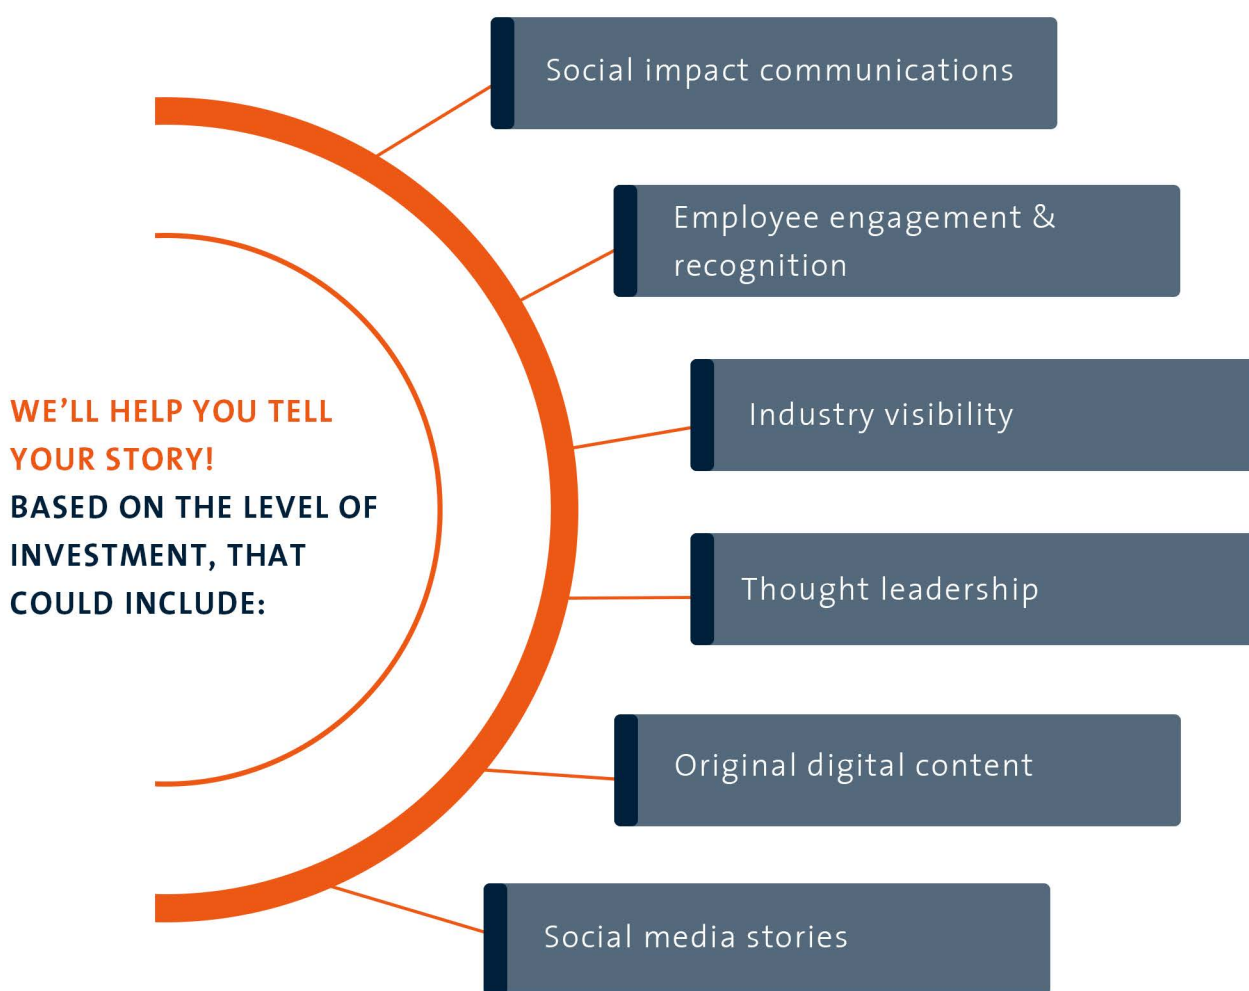 Social impact communications
Employee engagement &
recognition
WE’LL HELP YOU TELL
YOUR STORY!
BASED ON THE LEVEL OF
INVESTMENT, THAT
COULD INCLUDE:
Industry visibility
Thought leadership
Original digital content
Social media stories